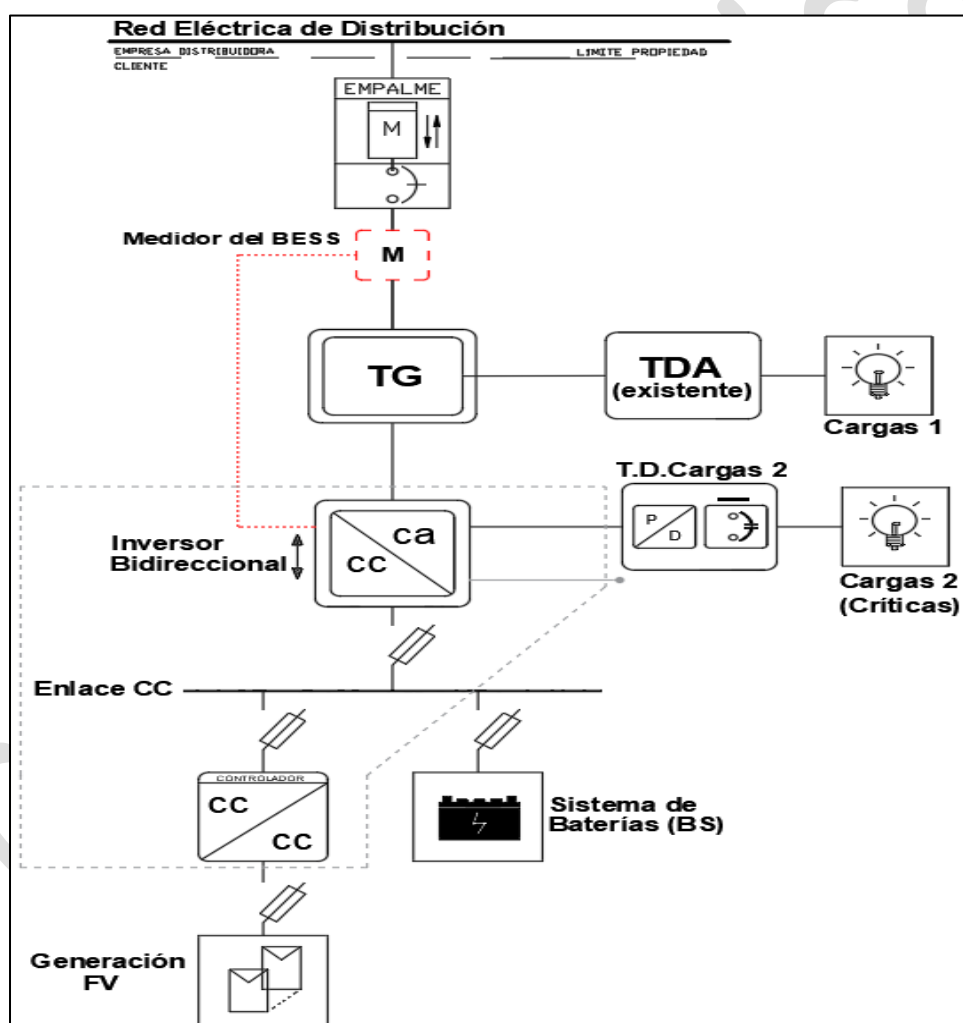 Red Eléctrica de Distribución
EMPRESA DISTRIBUIDORA
LIMITE PROPIEDAD
CLIENTE
EMPALME
M
Medidor del BESS
M
TG
TDA
(existente)
Cargas 1
T.D.Cargas 2
P
D
ca
CC
Inversor
Bidireccional
Cargas 2
(Críticas)
Enlace CC
CONTROLADOR
CC
CC
Sistema de
Baterías (BS)
Generación
FV